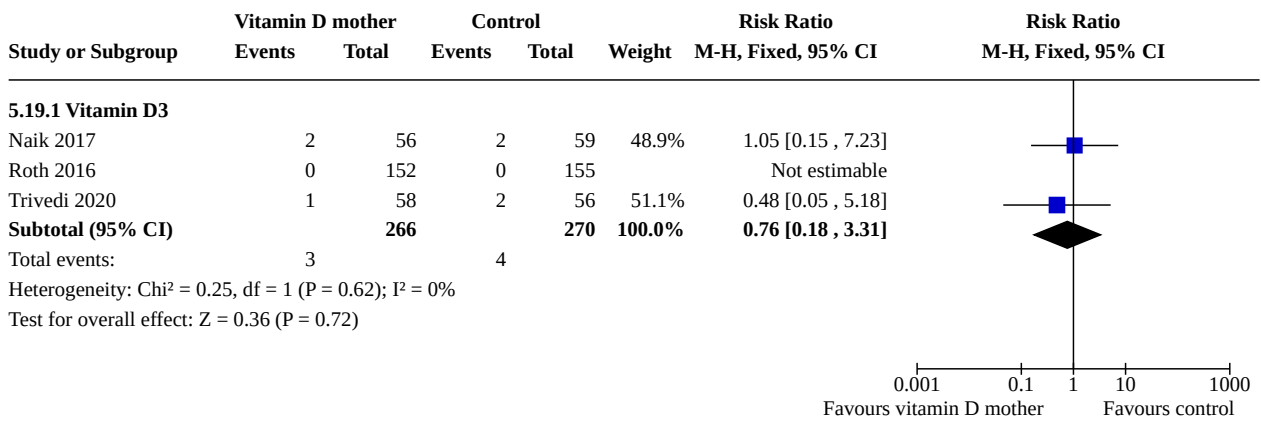 Vitamin D mother Control Risk Ratio Risk Ratio
Study or Subgroup Events Total Events Total Weight M-H, Fixed, 95% CI M-H, Fixed, 95% CI
5.19.1 Vitamin D3
Naik 2017 2 56 2 59 48.9% 1.05 [0.15 , 7.23]
Roth 2016 0 152 0 155 Not estimable
Trivedi 2020 1 58 2 56 51.1% 0.48 [0.05 , 5.18]
Subtotal (95% CI) 266 270 100.0% 0.76 [0.18 , 3.31]
Total events: 3 4
Heterogeneity: Chi² = 0.25, df = 1 (P = 0.62); I² = 0%
Test for overall effect: Z = 0.36 (P = 0.72)
0.001 0.1 1 10 1000
Favours vitamin D mother Favours control